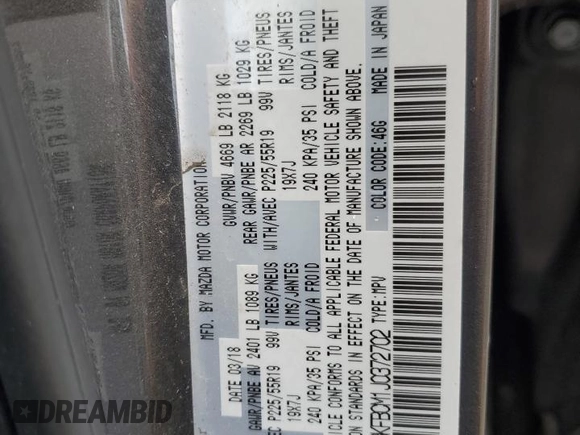 MFD. BY MAZDA MOTOR CORPORATION
DATE 03/18 GVWR/PNBV 4669 LB 2118 KG
GAWR/PNBE AV 2401 LB 1089 KG REAR GAWR/PNBE AR 2269 LB 1029 KG
P225/55R19 99V TIRES/PNEUS WITH/AVEC P225/55R19 99V TIRES/PNEUS
19X7J RIMS/JANTES 19X7J RIMS/JANTES
240 KPA/35 PSI COLD/A FROID 240 KPA/35 PSI COLD/A FROID
CONFORMS TO ALL APPLICABLE FEDERAL MOTOR VEHICLE SAFETY AND THEFT
STANDARDS IN EFFECT ON THE DATE OF MANUFACTURE SHOWN ABOVE.
KFBCM1J0372702 TYPE: MPV COLOR CODE:46G MADE IN JAPAN
DREAMBID